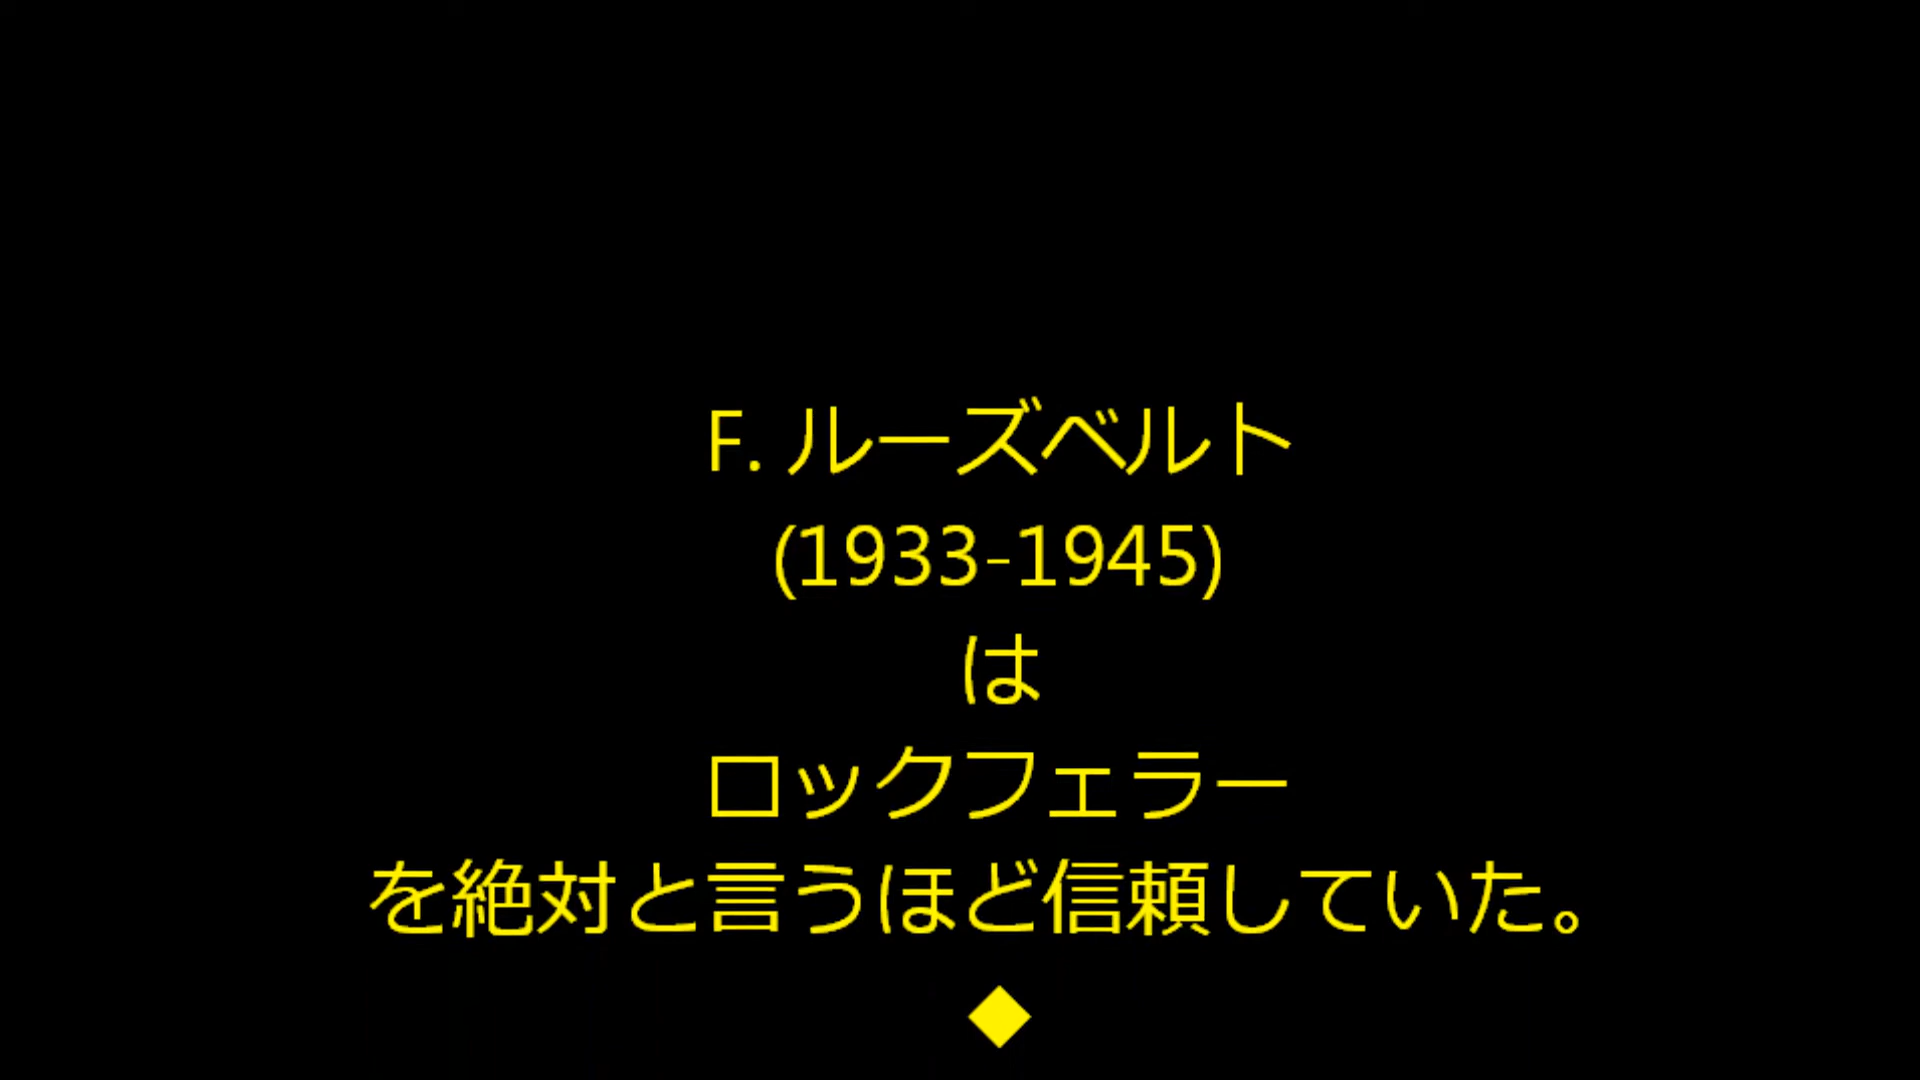 F. ルーズベルト
(1933-1945)
は
ロックフェラー
を絶対と言うほど信頼していた。
◆